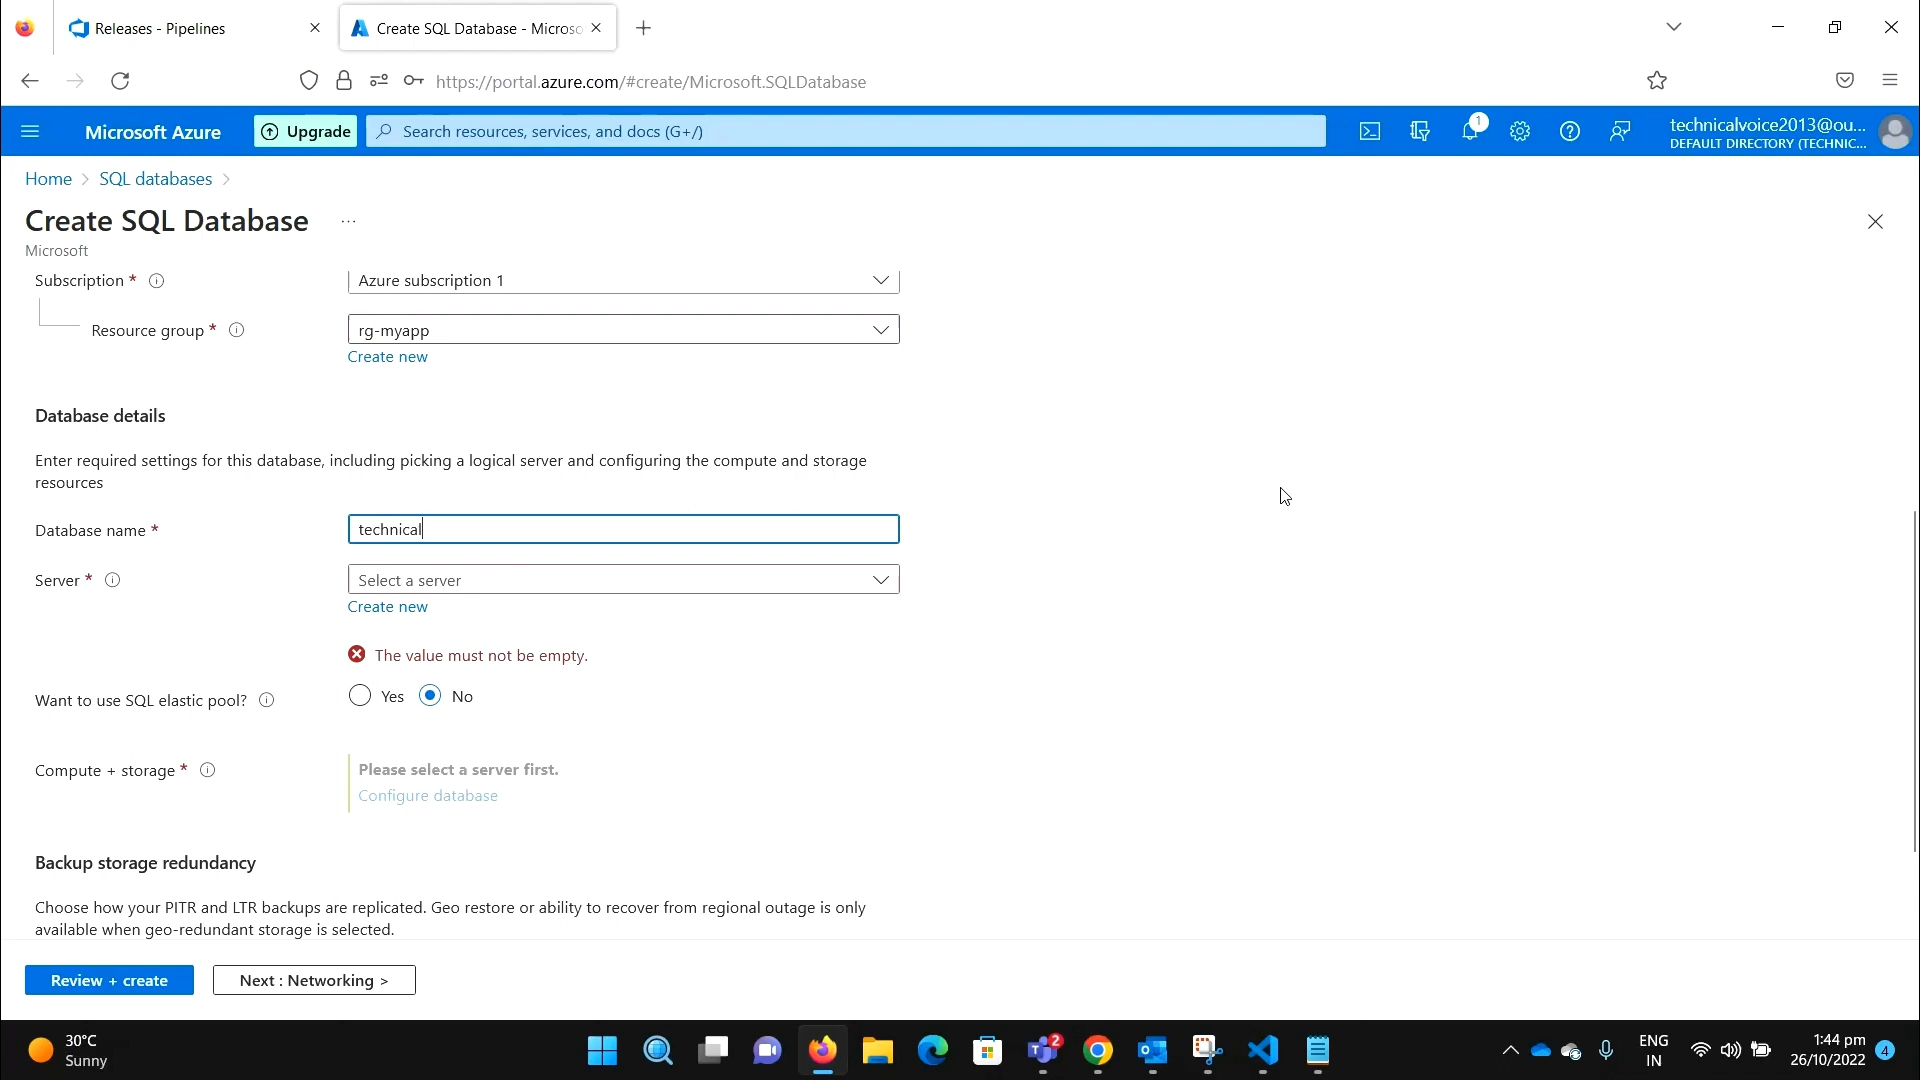 Releases - Pipelines
Create SQL Database - Microso
https://portal.azure.com/#create/Microsoft.SQLDatabase
Microsoft Azure
Upgrade
Search resources, services, and docs (G+/)
1
technicalvoice2013@ou...
DEFAULT DIRECTORY (TECHNIC...
Home > SQL databases >
Create SQL Database ...
Microsoft
Subscription *
Azure subscription 1
Resource group *
rg-myapp
Create new
Database details
Enter required settings for this database, including picking a logical server and configuring the compute and storage
resources
Database name *
technical
Server *
Select a server
Create new
The value must not be empty.
Want to use SQL elastic pool?
Yes No
Compute + storage *
Please select a server first.
Configure database
Backup storage redundancy
Choose how your PITR and LTR backups are replicated. Geo restore or ability to recover from regional outage is only
available when geo-redundant storage is selected.
Review + create
Next : Networking >
30°C
Sunny
2
ENG
IN
1:44 pm
26/10/2022
4